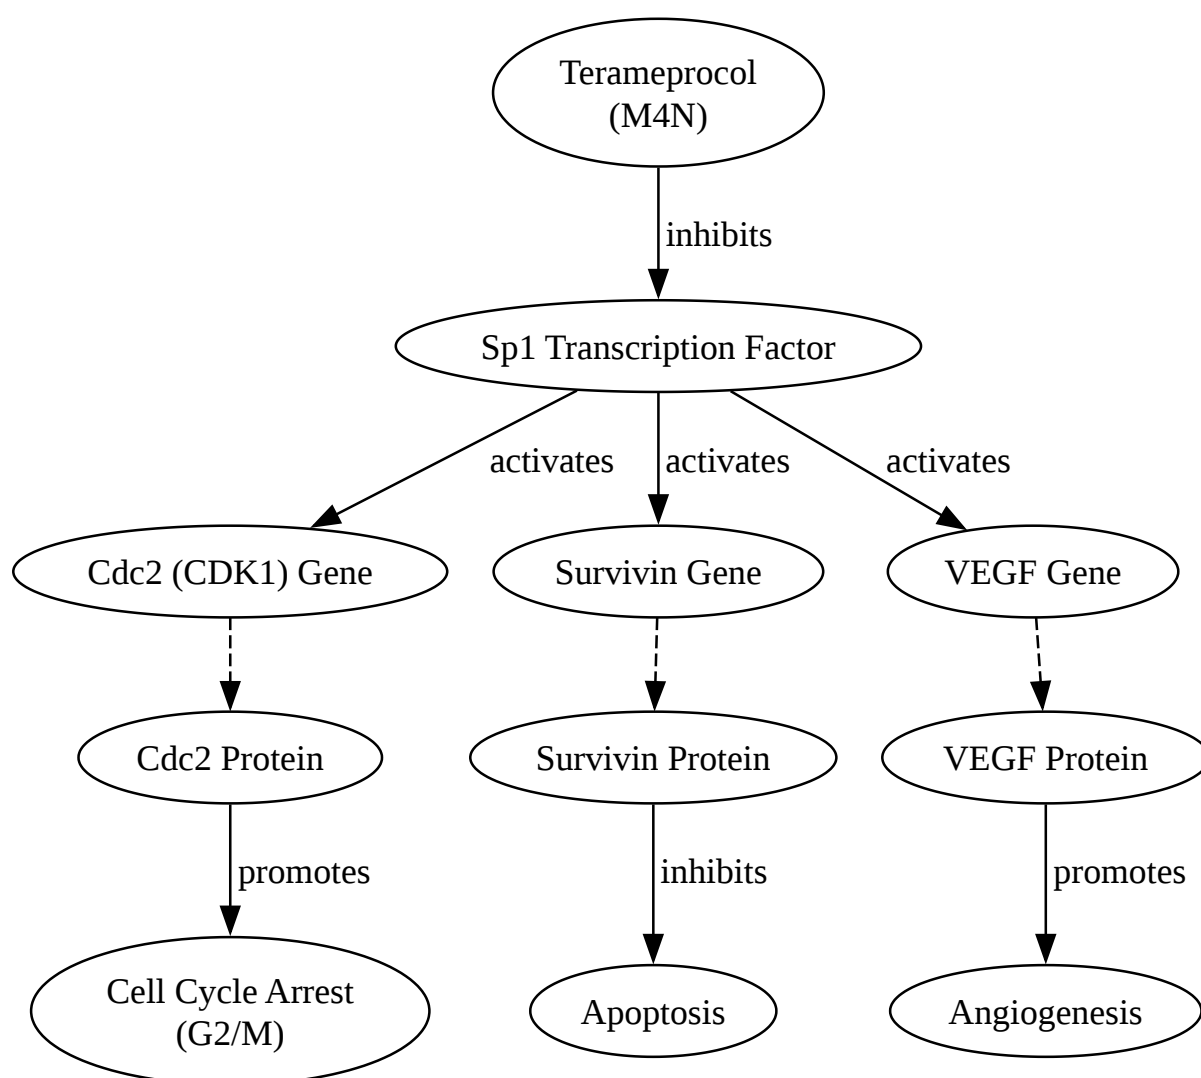 Terameprocol
(M4N)
inhibits
Sp1 Transcription Factor
activates
activates
activates
Cdc2 (CDK1) Gene
Survivin Gene
VEGF Gene
Cdc2 Protein
Survivin Protein
VEGF Protein
promotes
inhibits
promotes
Cell Cycle Arrest
(G2/M)
Apoptosis
Angiogenesis